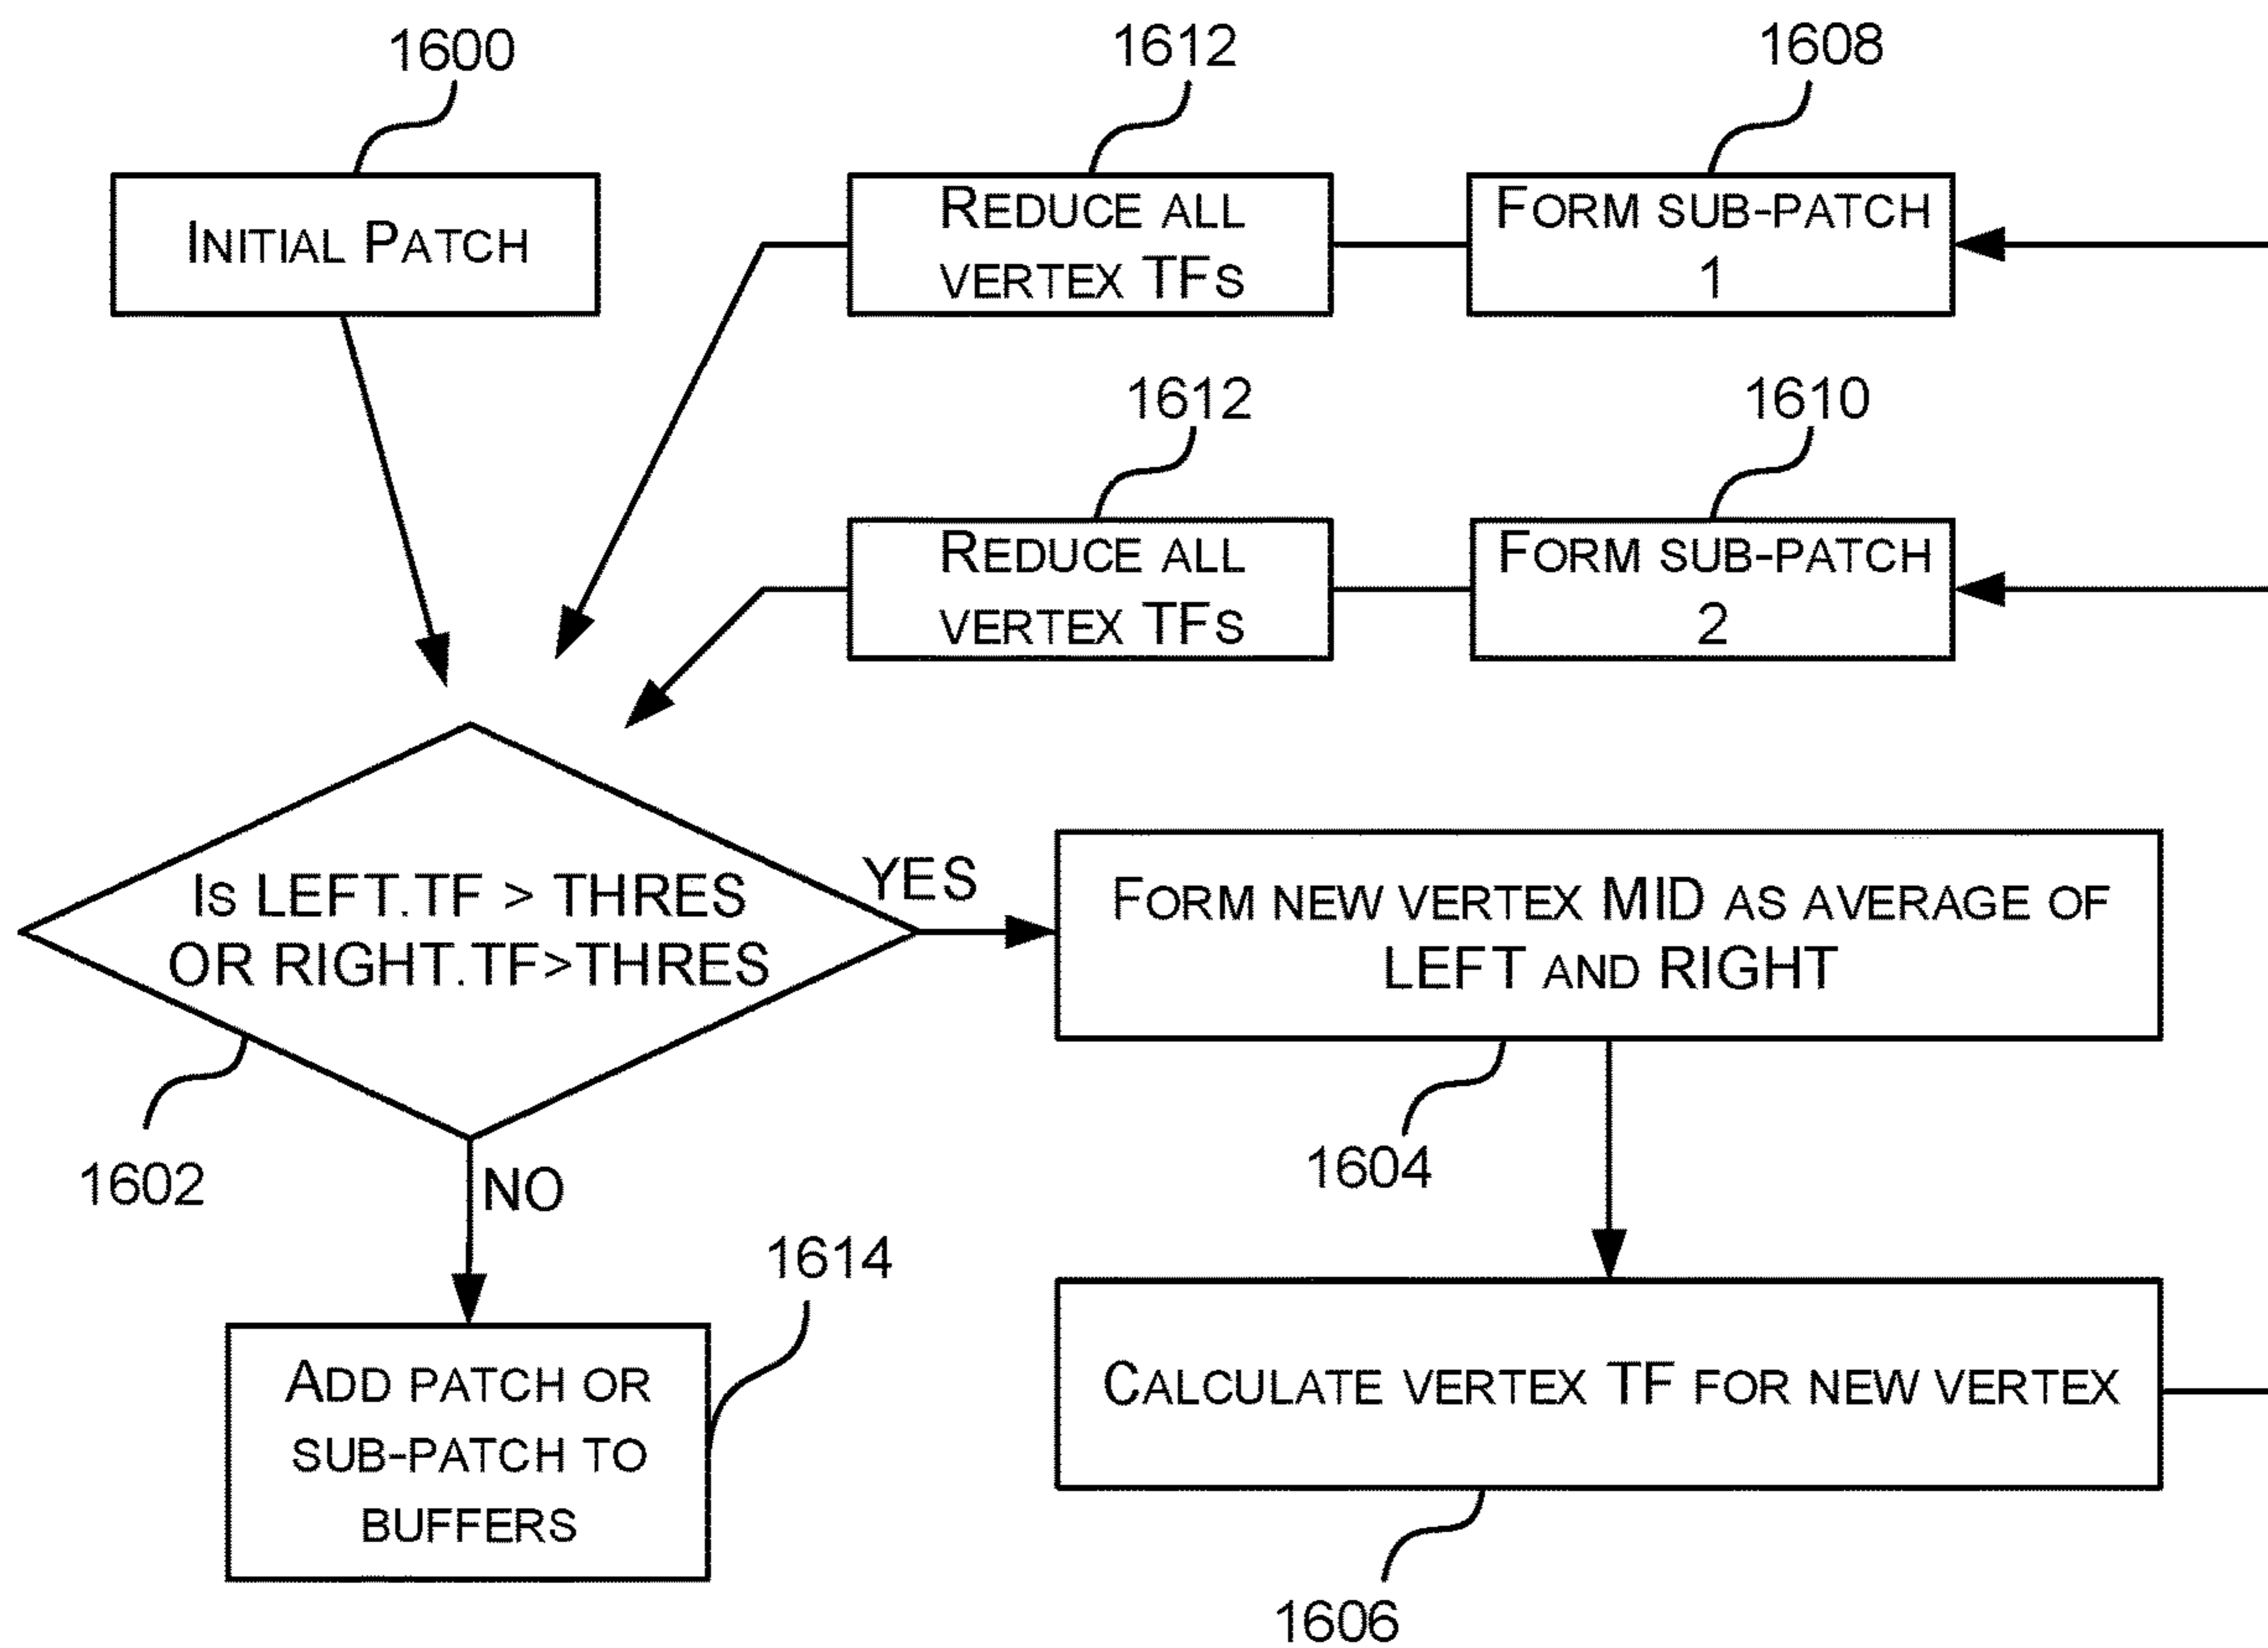 1600
1612
1608
INITIAL PATCH
REDUCE ALL
VERTEX TFS
FORM SUB-PATCH
1
1612
1610
REDUCE ALL
VERTEX TFS
FORM SUB-PATCH
2
IS LEFT.TF > THRES
OR RIGHT.TF>THRES
YES
FORM NEW VERTEX MID AS AVERAGE OF
LEFT AND RIGHT
1602
NO
1604
1614
ADD PATCH OR
SUB-PATCH TO
BUFFERS
CALCULATE VERTEX TF FOR NEW VERTEX
1606